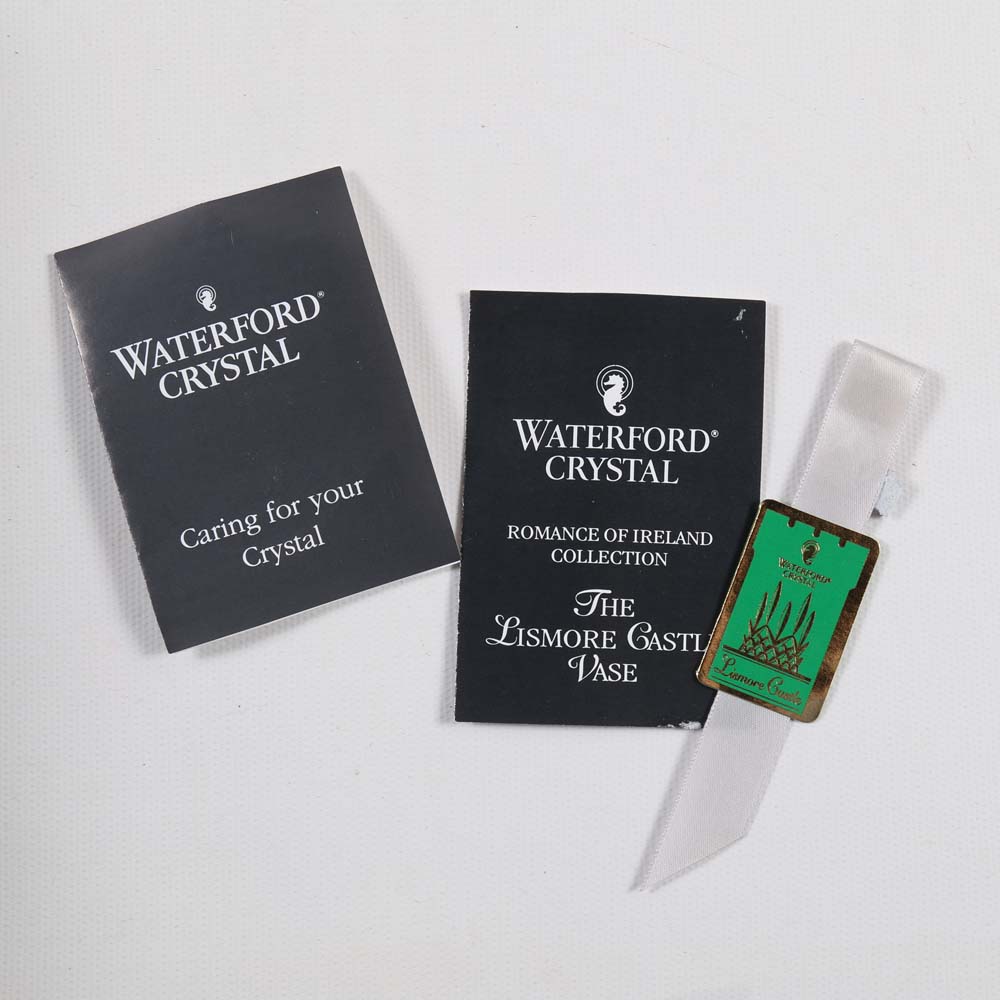 WATERFORD®
CRYSTAL
Caring for your
Crystal
WATERFORD®
CRYSTAL
ROMANCE OF IRELAND
COLLECTION
THE
LISMORE CASTL
VASE
WATERFORD®
CRYSTAL
Lismore Castle